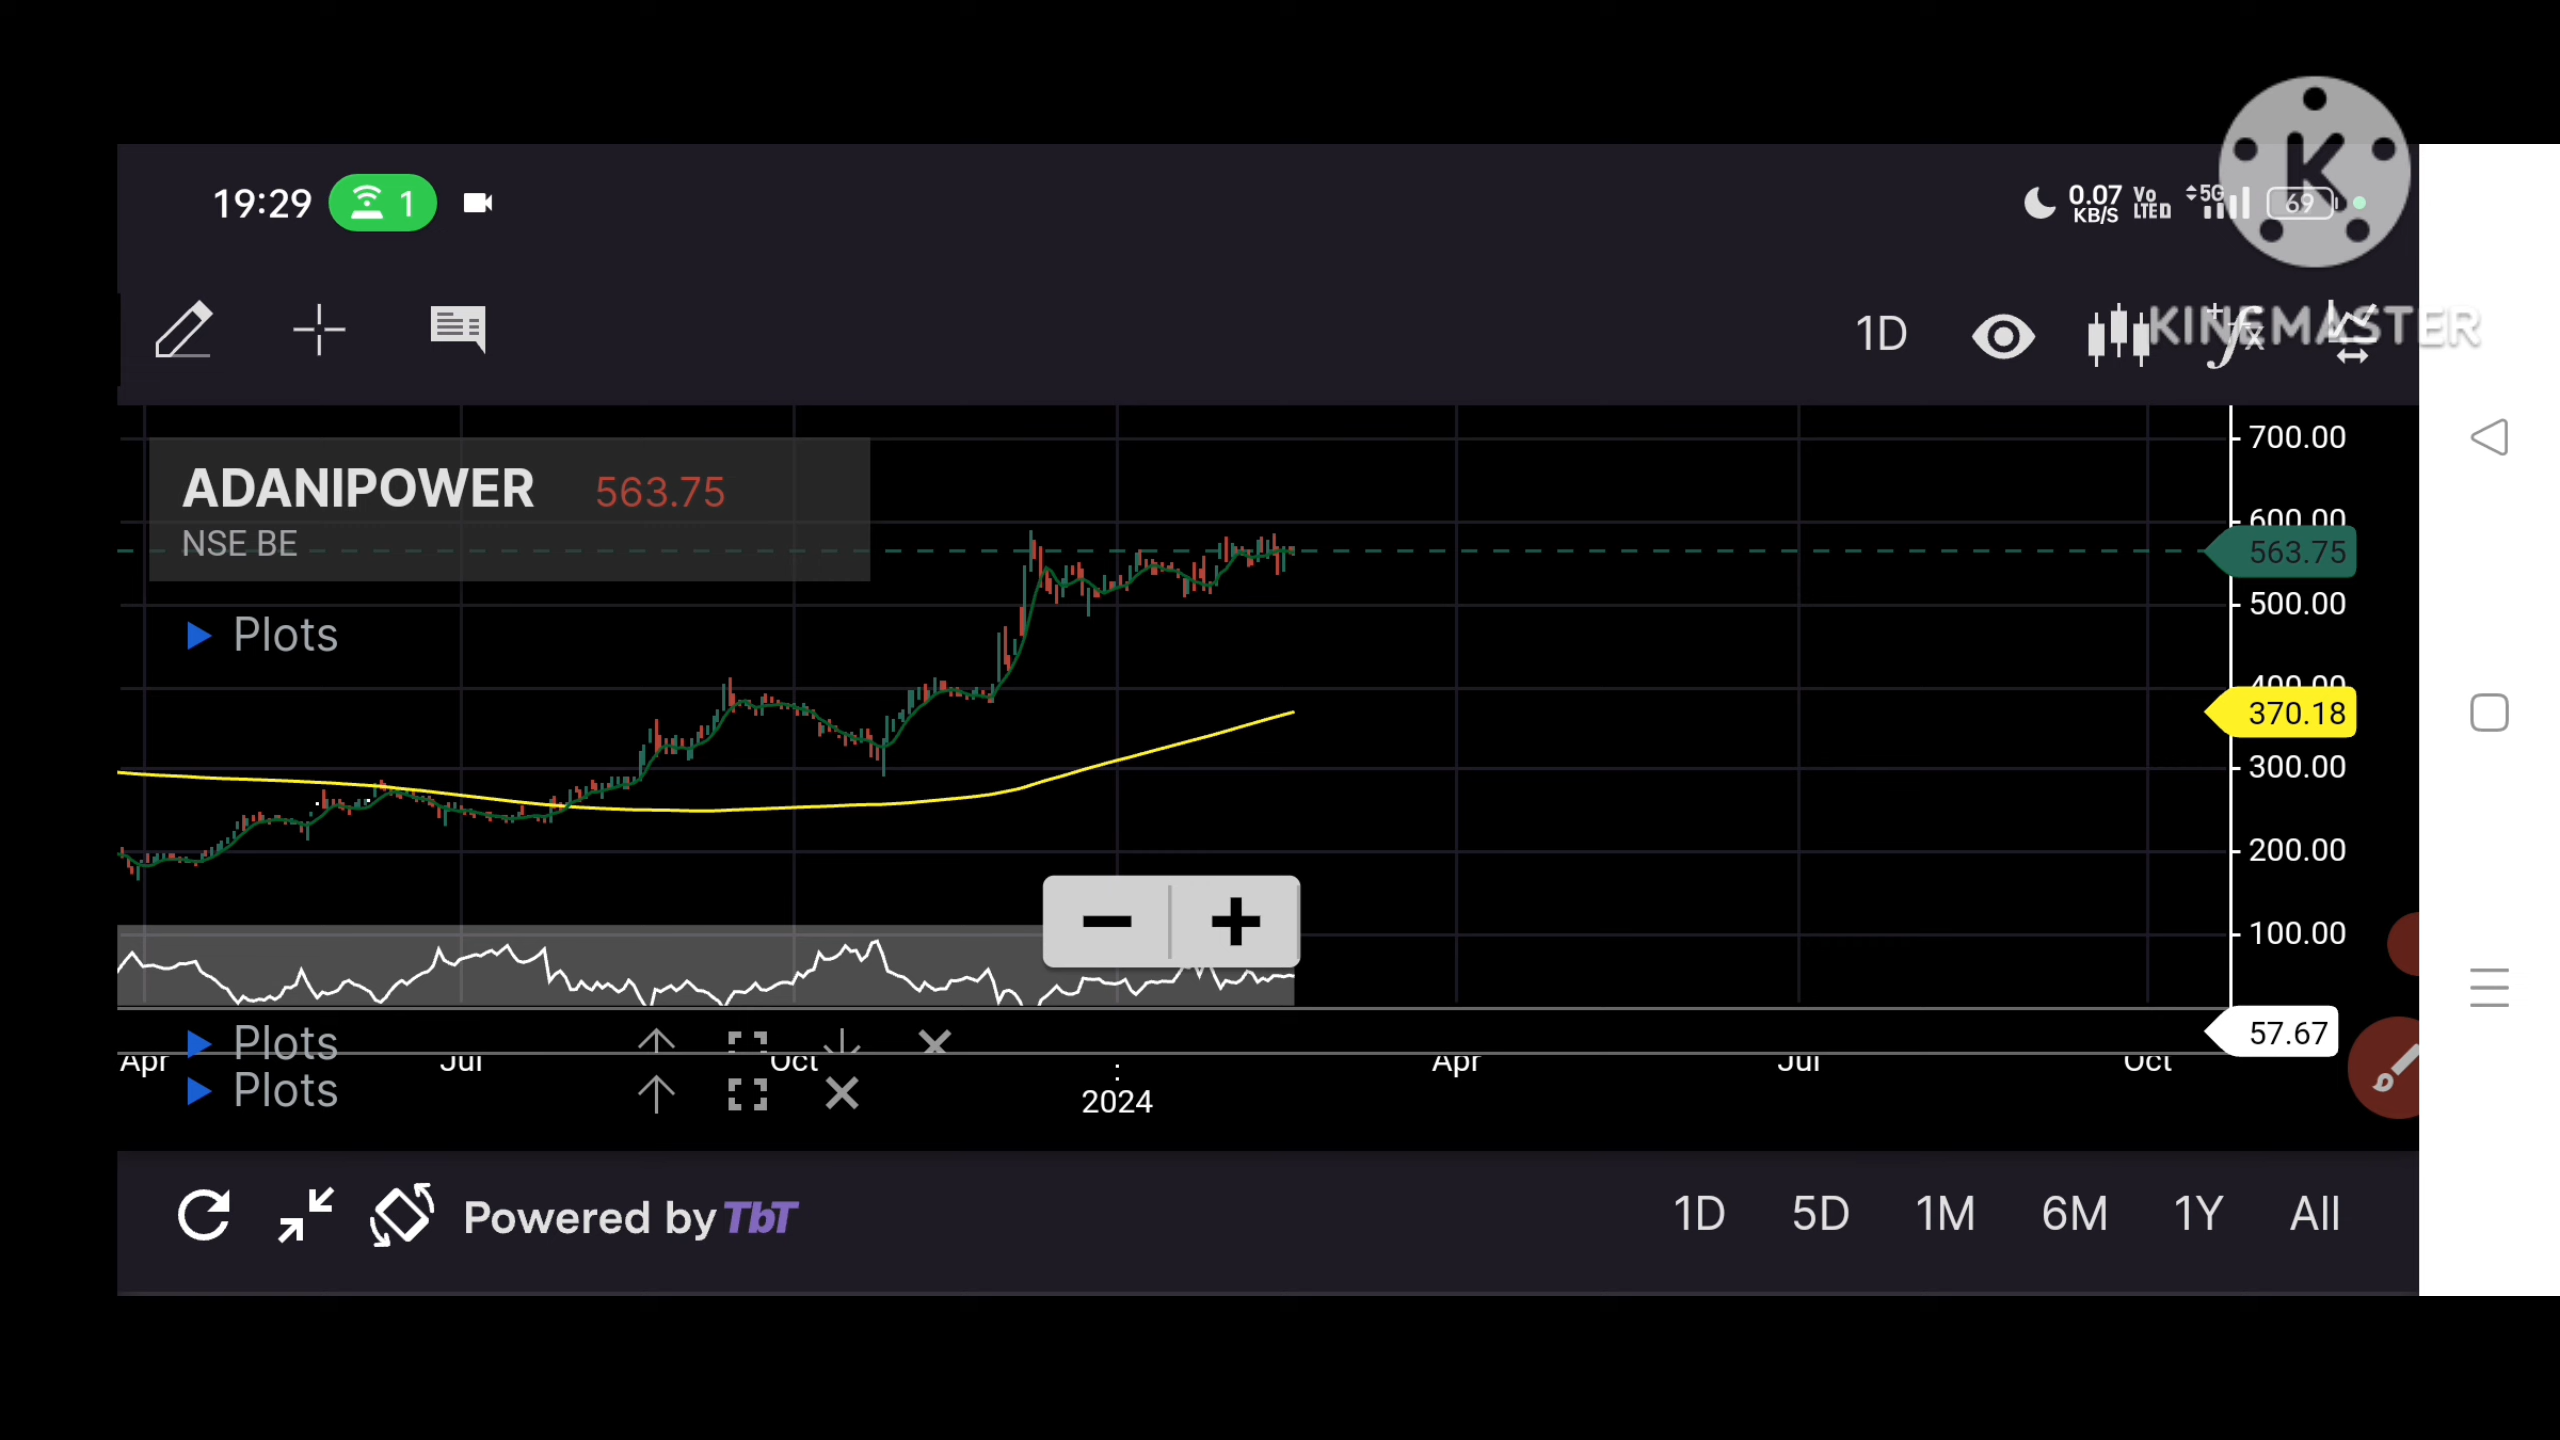 19:29 1 0.07 KB/S Vo LTED 5G 69
K
1D fx KINEMASTER
ADANIPOWER 563.75
NSE BE
Plots
700.00
600.00
563.75
500.00
400.00
370.18
300.00
200.00
100.00
Plots
57.67
Apr Jul Oct Apr Jul Oct
Plots
2024
Powered by TbT 1D 5D 1M 6M 1Y All